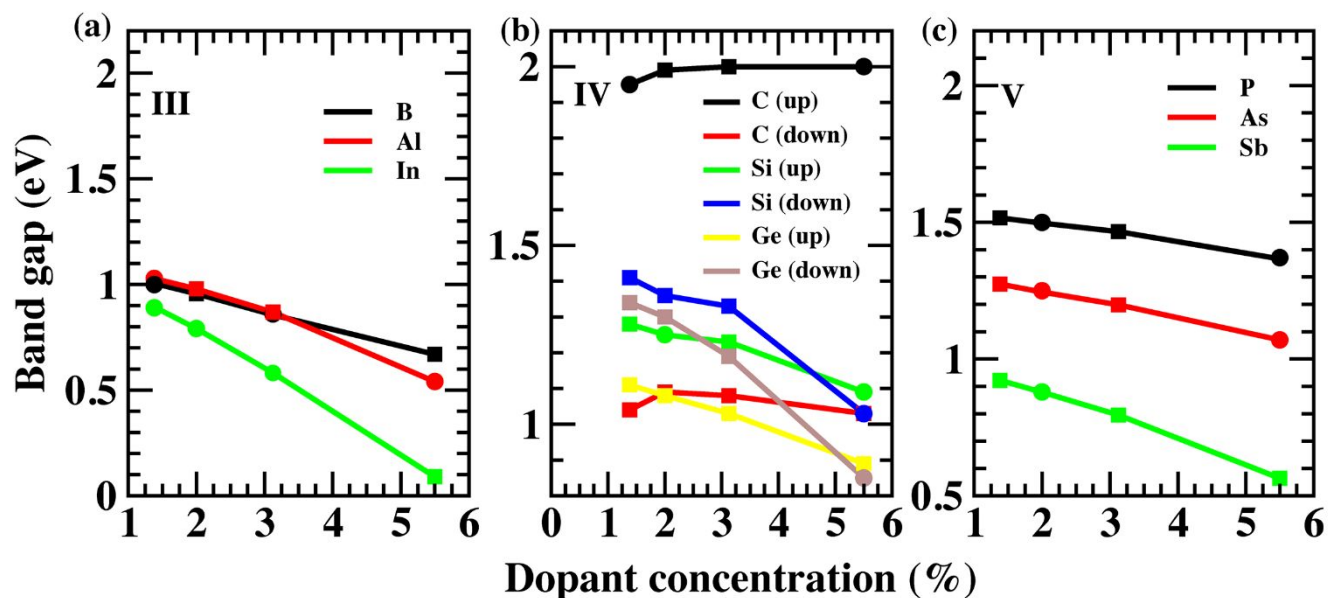 (a)
III
B
Al
In
2
1.5
1
0.5
0
1 2 3 4 5 6
Band gap (eV)
(b)
IV
C (up)
C (down)
Si (up)
Si (down)
Ge (up)
Ge (down)
2
1.5
1
0 1 2 3 4 5 6
(c)
V
P
As
Sb
2
1.5
1
0.5
1 2 3 4 5 6
Dopant concentration (%)